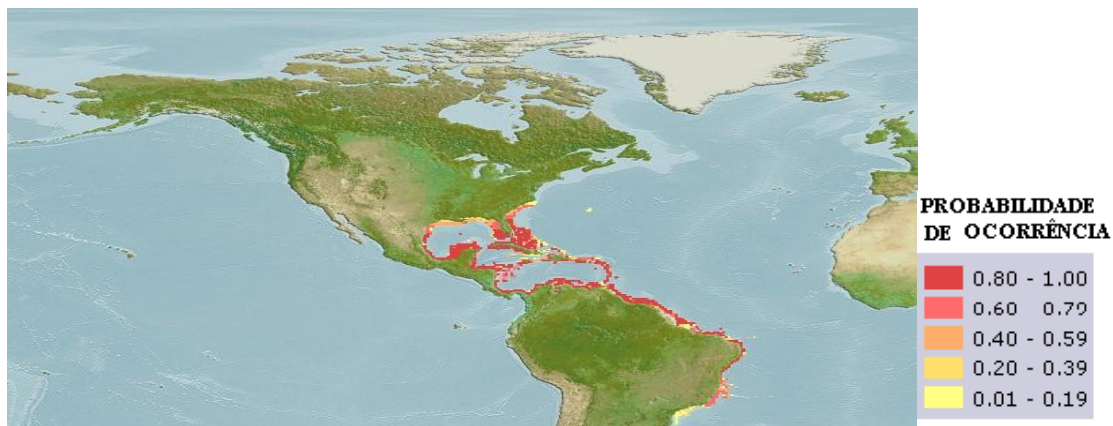 PROBABILIDADE
DE OCORRÊNCIA
0.80 - 1.00
0.60 0.79
0.40 - 0.59
0.20 - 0.39
0.01 - 0.19